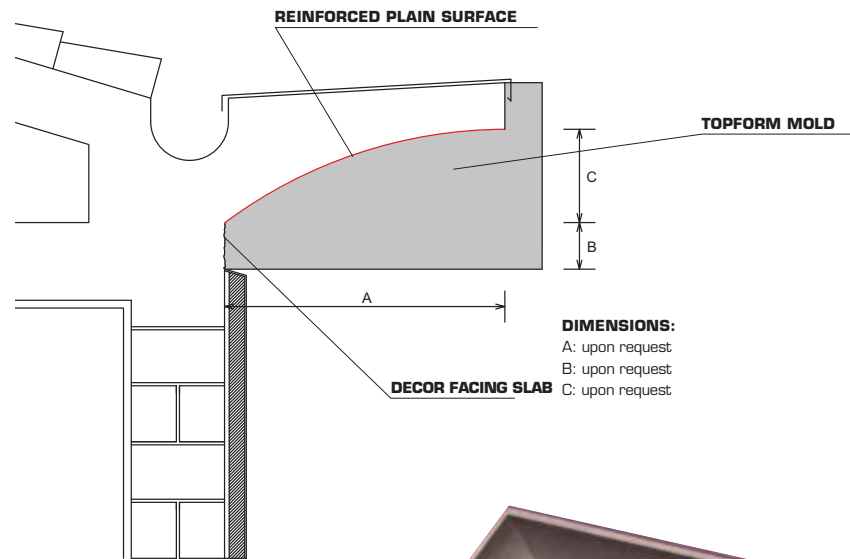 REINFORCED PLAIN SURFACE
TOPFORM MOLD
C
B
A
DIMENSIONS:
A: upon request
B: upon request
C: upon request
DECOR FACING SLAB